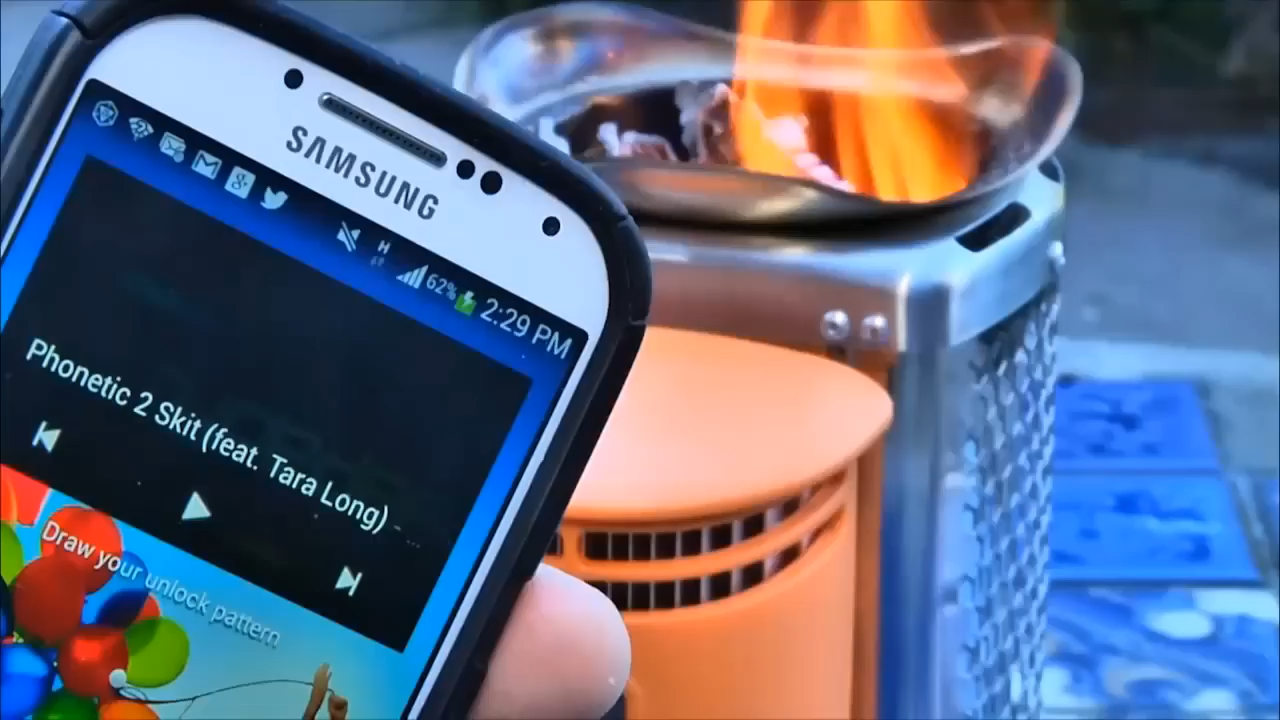 SAMSUNG
H
62% 2:29 PM
Phonetic 2 Skit (feat. Tara Long) - ...
Draw your unlock pattern